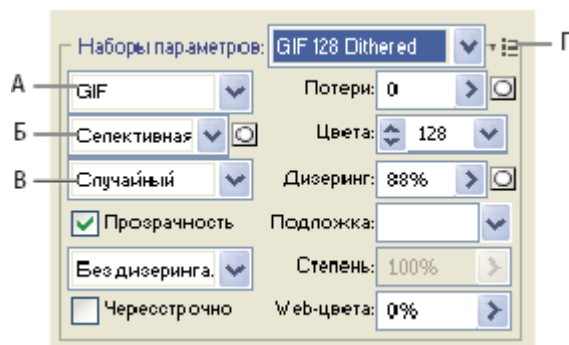 Наборы параметров: GIF 128 Dithered Г
А GIF Потери: 0
Б Селективная Цвета: 128
В Случайный Дизеринг: 88%
Прозрачность Подложка:
Без дизеринга. Степень: 100%
Чересстрочно Web-цвета: 0%